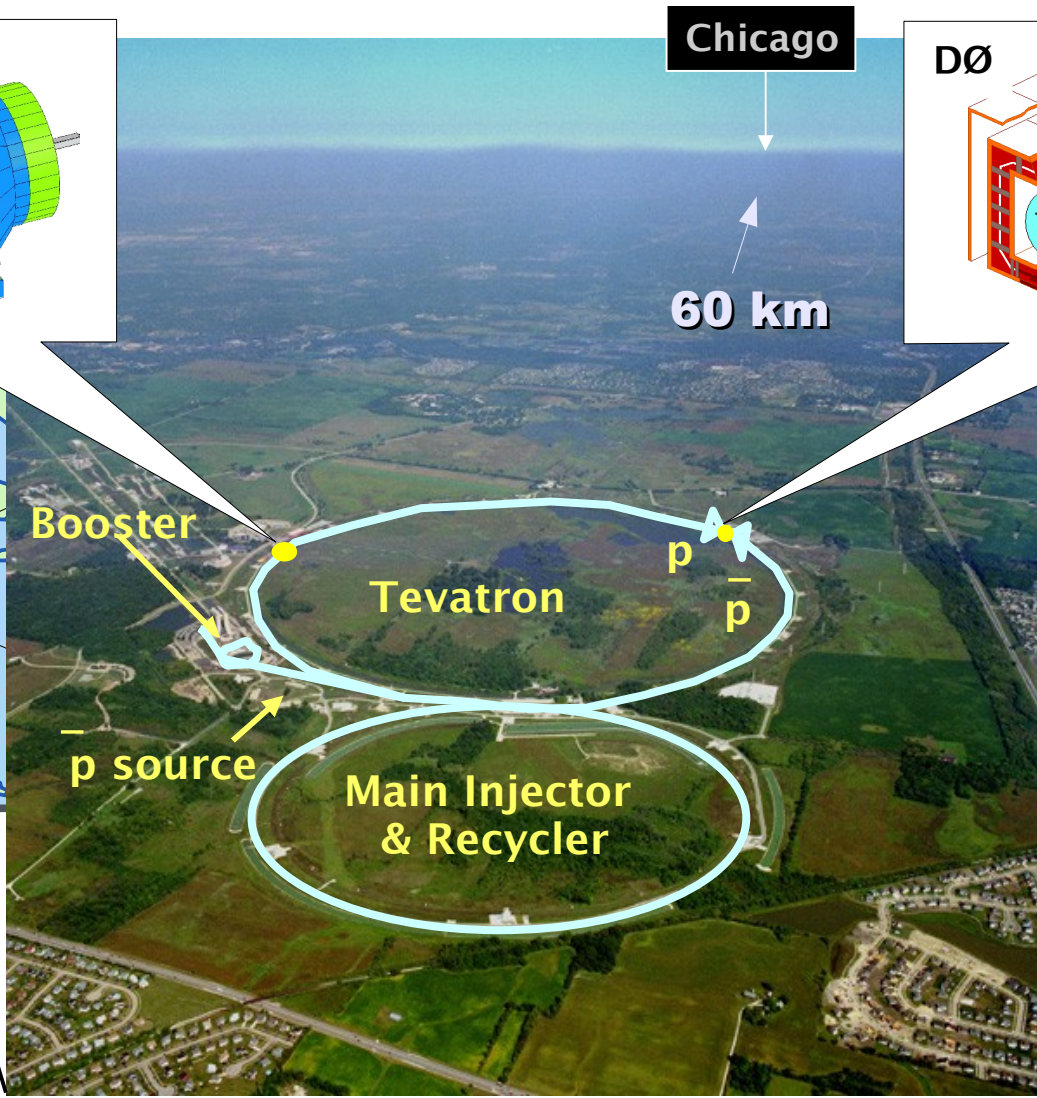 Chicago
DØ
60 km
Booster
p
p̅
Tevatron
p̅ source
Main Injector
& Recycler